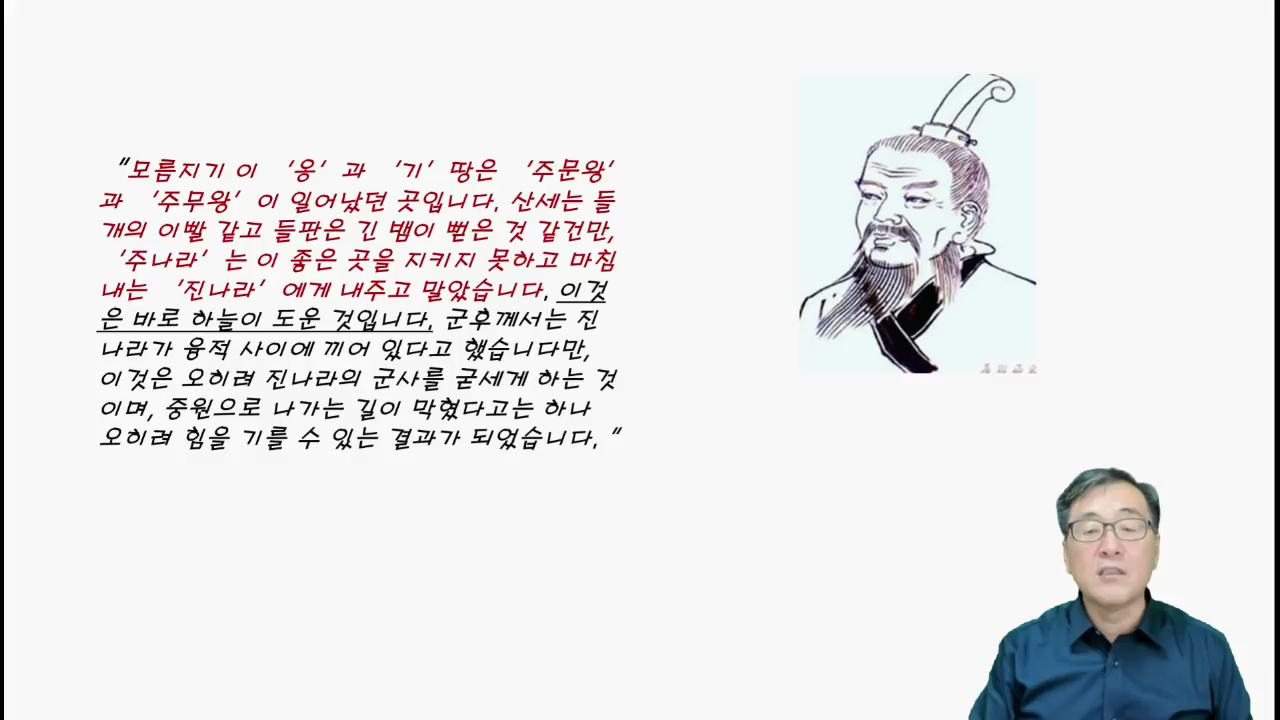 "모름지기 이 '옹' 과 '기' 땅은 '주문왕'
과 '주무왕' 이 일어났던 곳입니다. 산세는 들
개의 이빨 같고 들판은 긴 뱀이 뻗은 것 같건만,
'주나라' 는 이 좋은 곳을 지키지 못하고 마침
내는 '진나라' 에게 내주고 말았습니다. 이것
은 바로 하늘이 도운 것입니다. 군후께서는 진
나라가 융적 사이에 끼어 있다고 했습니다만,
이것은 오히려 진나라의 군사를 굳세게 하는 것
이며, 중원으로 나가는 길이 막혔다고는 하나
오히려 힘을 기를 수 있는 결과가 되었습니다. "